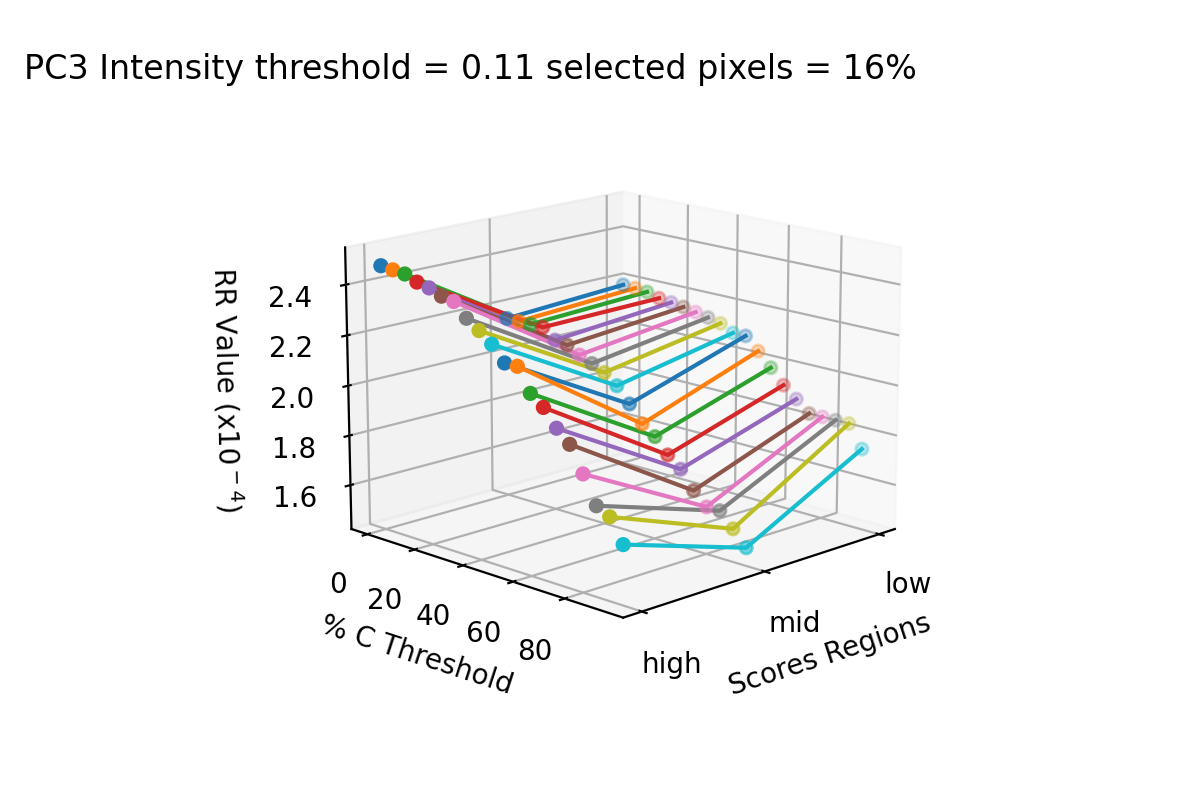 PC3 Intensity threshold = 0.11 selected pixels = 16%
RR Value (x10⁻⁴)
2.4
2.2
2.0
1.8
1.6
0
20
40
60
80
% C Threshold
high
mid
low
Scores Regions